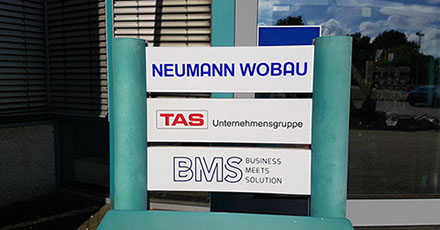 NEUMANN WOBAU
TAS Unternehmensgruppe
BMS BUSINESS
MEETS
SOLUTION